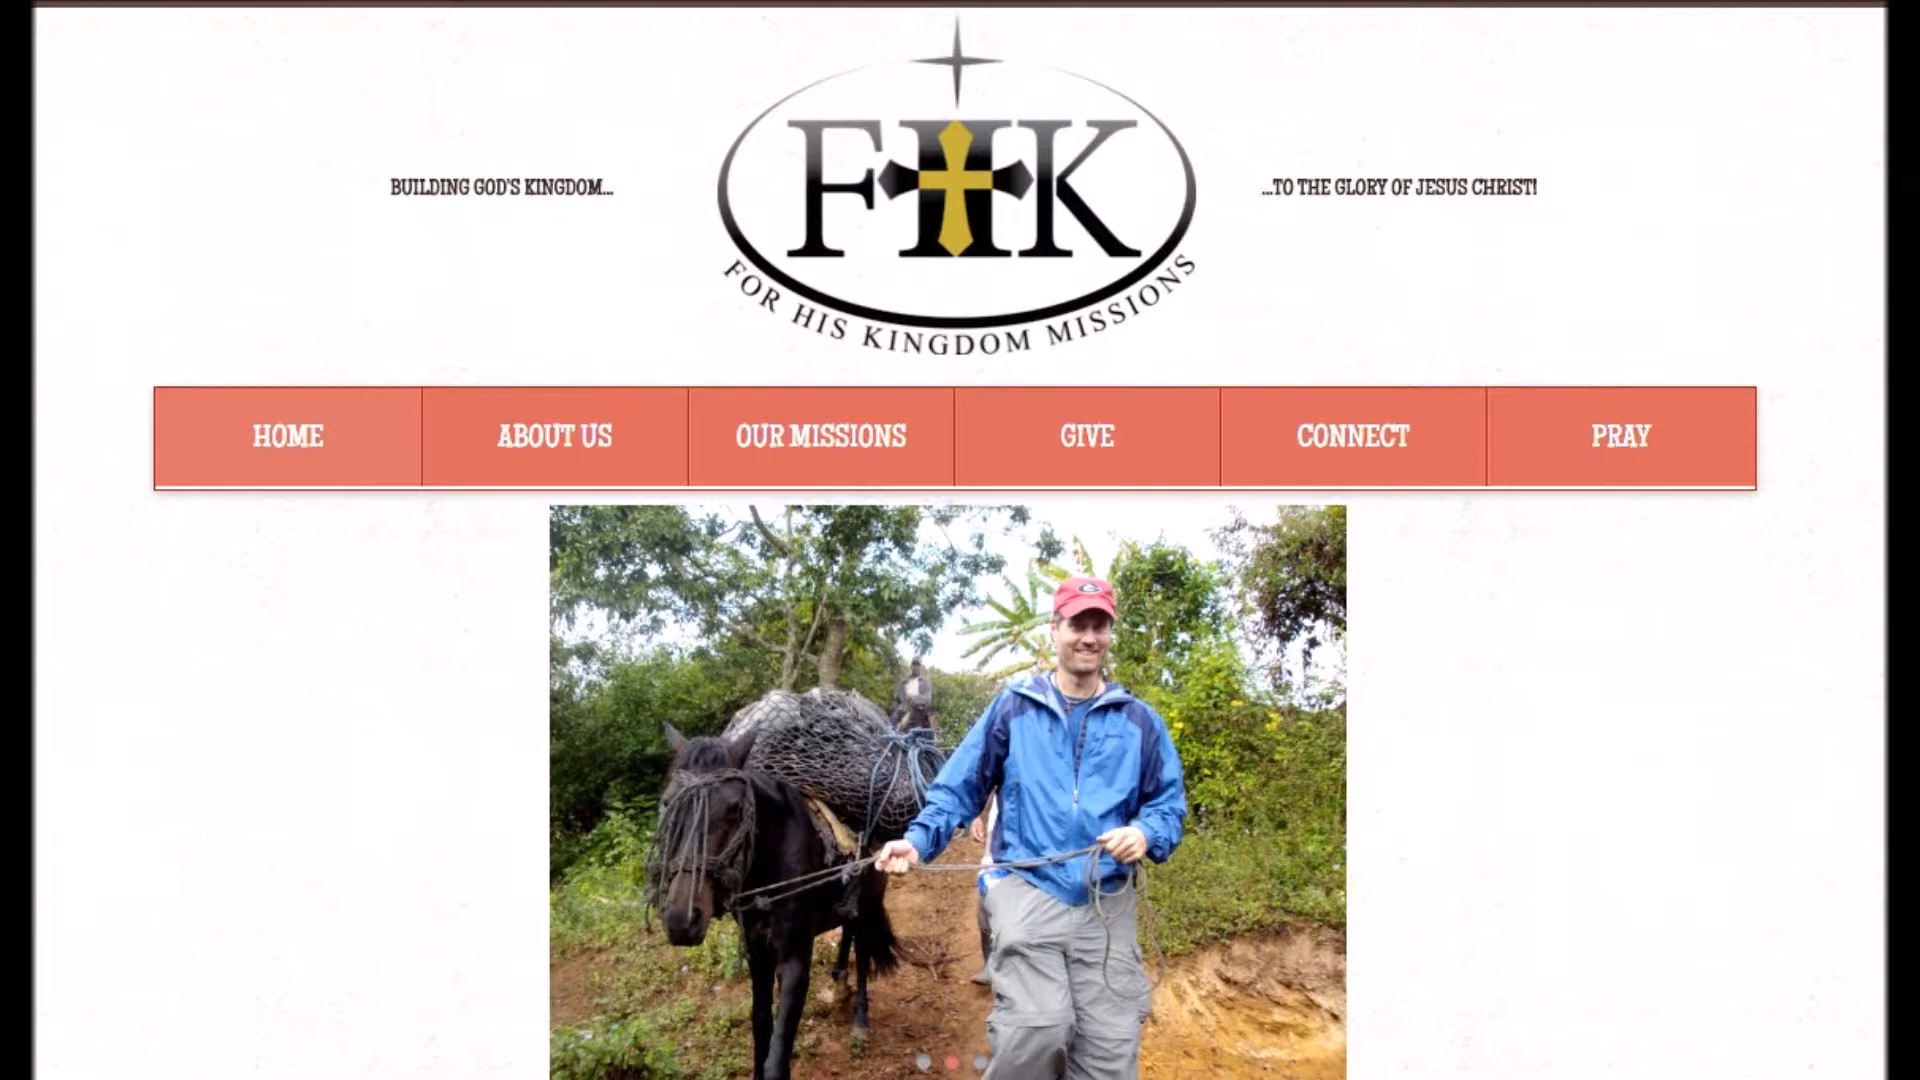 BUILDING GOD'S KINGDOM...
FHK
FOR HIS KINGDOM MISSIONS
...TO THE GLORY OF JESUS CHRIST!
HOME
ABOUT US
OUR MISSIONS
GIVE
CONNECT
PRAY